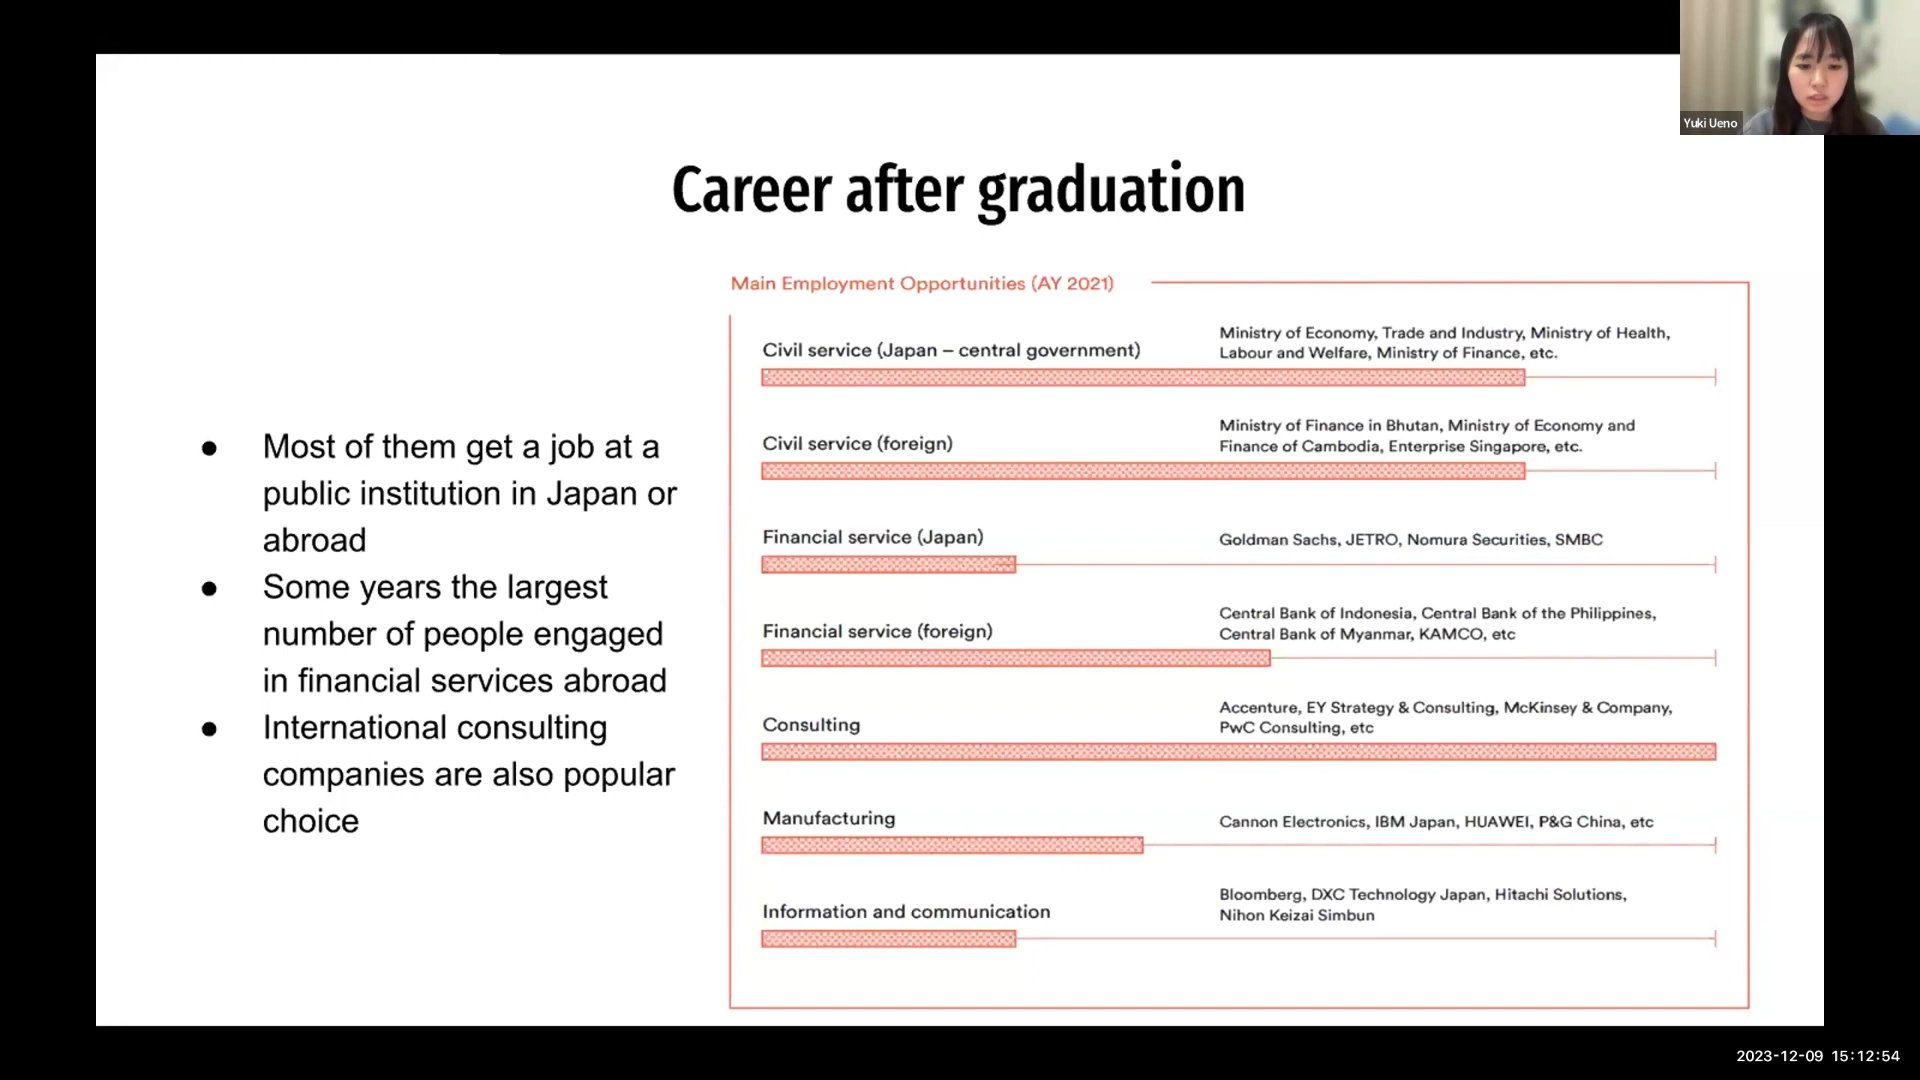 Yuki Ueno
Career after graduation
● Most of them get a job at a
public institution in Japan or
abroad
● Some years the largest
number of people engaged
in financial services abroad
● International consulting
companies are also popular
choice
Main Employment Opportunities (AY 2021)
Civil service (Japan – central government)
Ministry of Economy, Trade and Industry, Ministry of Health,
Labour and Welfare, Ministry of Finance, etc.
Civil service (foreign)
Ministry of Finance in Bhutan, Ministry of Economy and
Finance of Cambodia, Enterprise Singapore, etc.
Financial service (Japan)
Goldman Sachs, JETRO, Nomura Securities, SMBC
Financial service (foreign)
Central Bank of Indonesia, Central Bank of the Philippines,
Central Bank of Myanmar, KAMCO, etc
Consulting
Accenture, EY Strategy & Consulting, McKinsey & Company,
PwC Consulting, etc
Manufacturing
Cannon Electronics, IBM Japan, HUAWEI, P&G China, etc
Information and communication
Bloomberg, DXC Technology Japan, Hitachi Solutions,
Nihon Keizai Simbun
2023-12-09 15:12:54